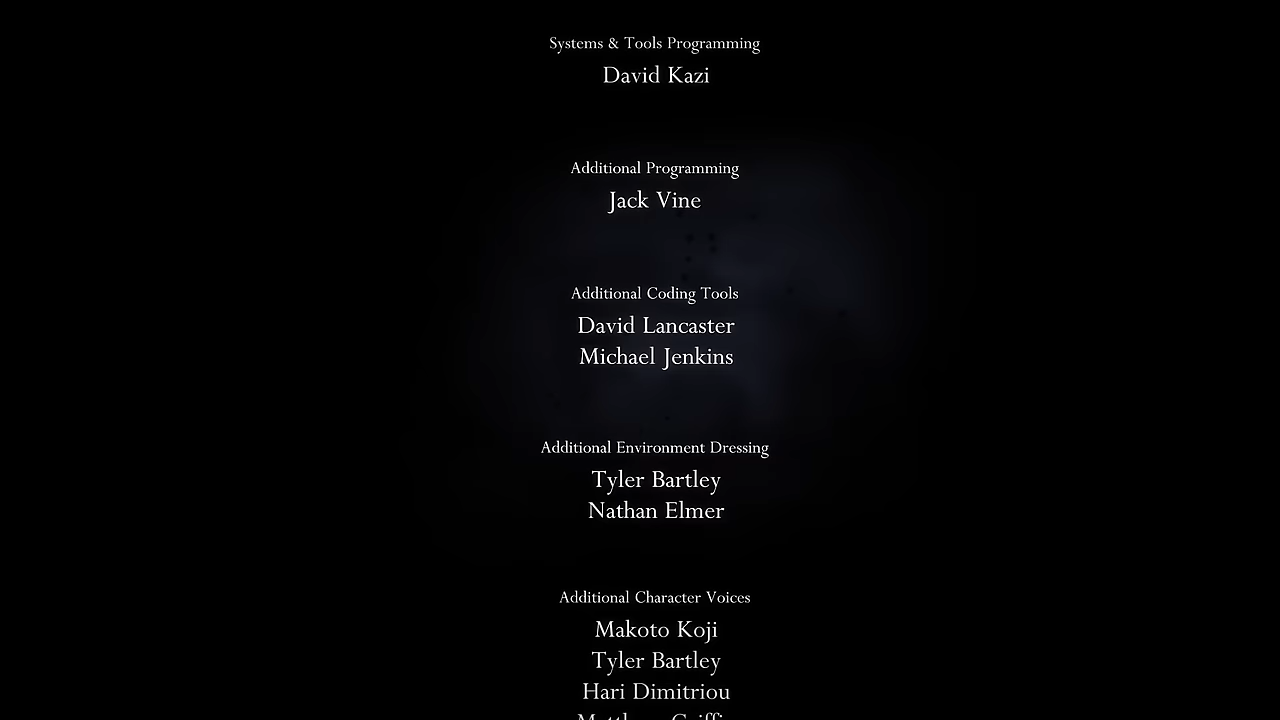 Systems & Tools Programming
David Kazi
Additional Programming
Jack Vine
Additional Coding Tools
David Lancaster
Michael Jenkins
Additional Environment Dressing
Tyler Bartley
Nathan Elmer
Additional Character Voices
Makoto Koji
Tyler Bartley
Hari Dimitriou